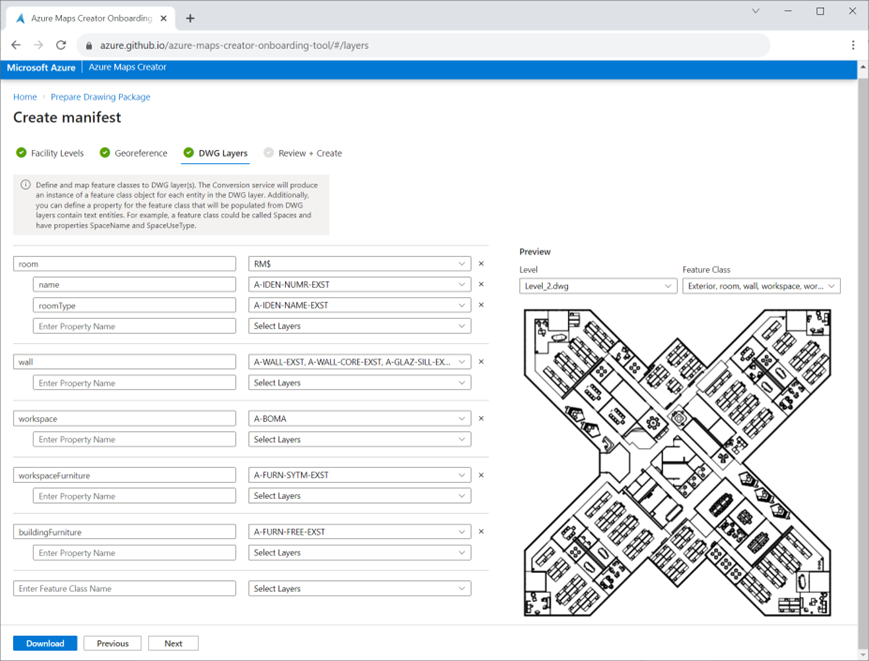 Azure Maps Creator Onboarding
azure.github.io/azure-maps-creator-onboarding-tool/#/layers
Microsoft Azure | Azure Maps Creator
Home > Prepare Drawing Package
Create manifest
Facility Levels Georeference DWG Layers Review + Create
Define and map feature classes to DWG layer(s). The Conversion service will produce
an instance of a feature class object for each entity in the DWG layer. Additionally,
you can define a property for the feature class that will be populated from DWG
layers contain text entities. For example, a feature class could be called Spaces and
have properties SpaceName and SpaceUseType.
room RM$
name A-IDEN-NUMR-EXST
roomType A-IDEN-NAME-EXST
Enter Property Name Select Layers
wall A-WALL-EXST, A-WALL-CORE-EXST, A-GLAZ-SILL-EX...
Enter Property Name Select Layers
workspace A-BOMA
Enter Property Name Select Layers
workspaceFurniture A-FURN-SYTM-EXST
Enter Property Name Select Layers
buildingFurniture A-FURN-FREE-EXST
Enter Property Name Select Layers
Enter Feature Class Name Select Layers
Preview
Level Feature Class
Level_2.dwg Exterior, room, wall, workspace, wor...
Download Previous Next